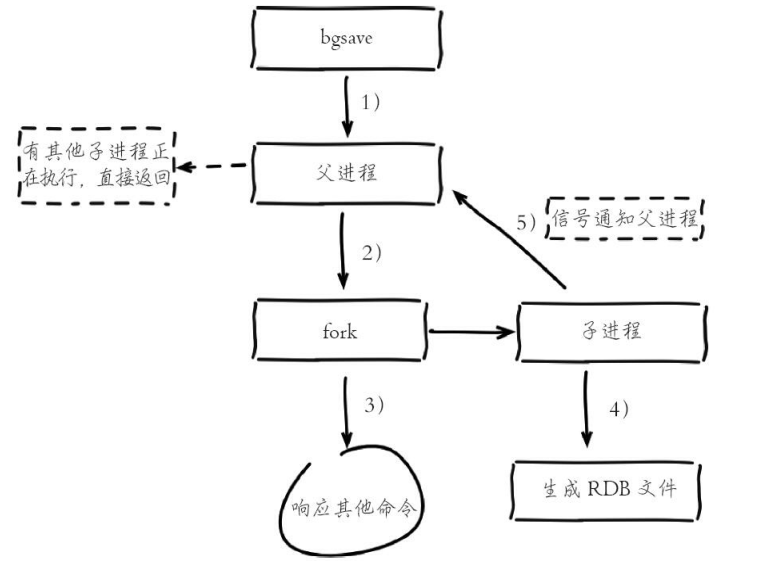 bgsave
1)
有其他子进程正
在执行，直接返回
父进程
5)
信号通知父进程
2)
fork
子进程
3)
4)
响应其他命令
生成 RDB 文件